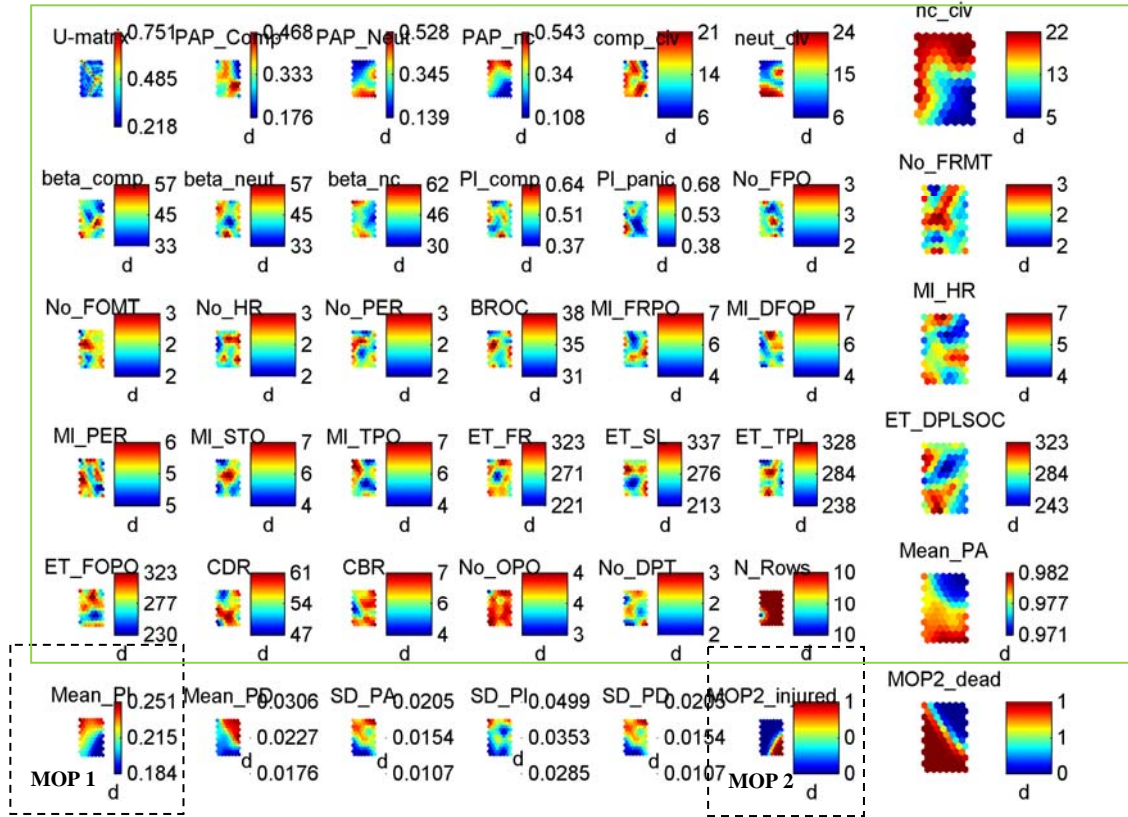 nc_civ
U-matrix 0.751 PAP_Comp 0.468 PAP_Neut 0.528 PAP_nc 0.543 comp_civ 21 neut_civ 24 22
0.485 0.333 0.345 0.34 14 15 13
0.218 0.176 0.139 0.108 6 6 5
d d d d d d
beta_comp 57 beta_neut 57 beta_nc 62 PI_comp 0.64 PI_panic 0.68 No_FPO 3 No_FRMT 3
45 45 46 0.51 0.53 3 2
33 33 30 0.37 0.38 2 2
d d d d d d d
No_FOMT 3 No_HR 3 No_PER 3 BROC 38 MI_FRPO 7 MI_DFOP 7 MI_HR 7
2 2 2 35 6 6 5
2 2 2 31 4 4 4
d d d d d d d
MI_PER 6 MI_STO 7 MI_TPO 7 ET_FR 323 ET_SL 337 ET_TPL 328 ET_DPLSOC 323
5 6 6 271 276 284 284
5 4 4 221 213 238 243
d d d d d d d
ET_FOPO 323 CDR 61 CBR 7 No_OPO 4 No_DPT 3 N_Rows 10 Mean_PA 0.982
277 54 6 4 2 10 0.977
230 47 4 3 2 10 0.971
d d d d d d d
Mean_PI 0.251 Mean_PD 0.0306 SD_PA 0.0205 SD_PI 0.0499 SD_PD 0.0205 MOP2_injured 1 MOP2_dead 1
0.215 0.0227 0.0154 0.0353 0.0154 0 0
0.184 d 0.0176 d 0.0107 d 0.0285 d 0.0107 0 0
MOP 1 d MOP 2 d d